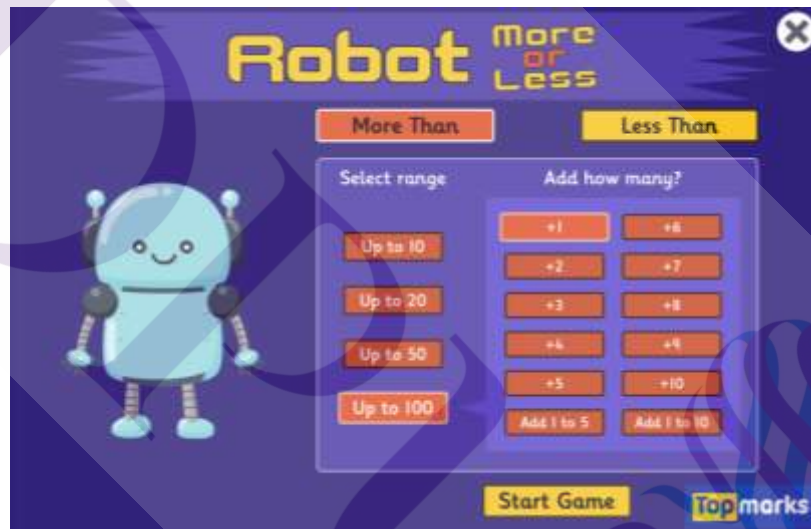 Robot More
or
Less
More Than Less Than
Select range Add how many?
+1 +6
Up to 10
+2 +7
Up to 20
+3 +8
Up to 50
+4 +9
+5 +10
Up to 100
Add 1 to 5 Add 1 to 10
Start Game
Topmarks